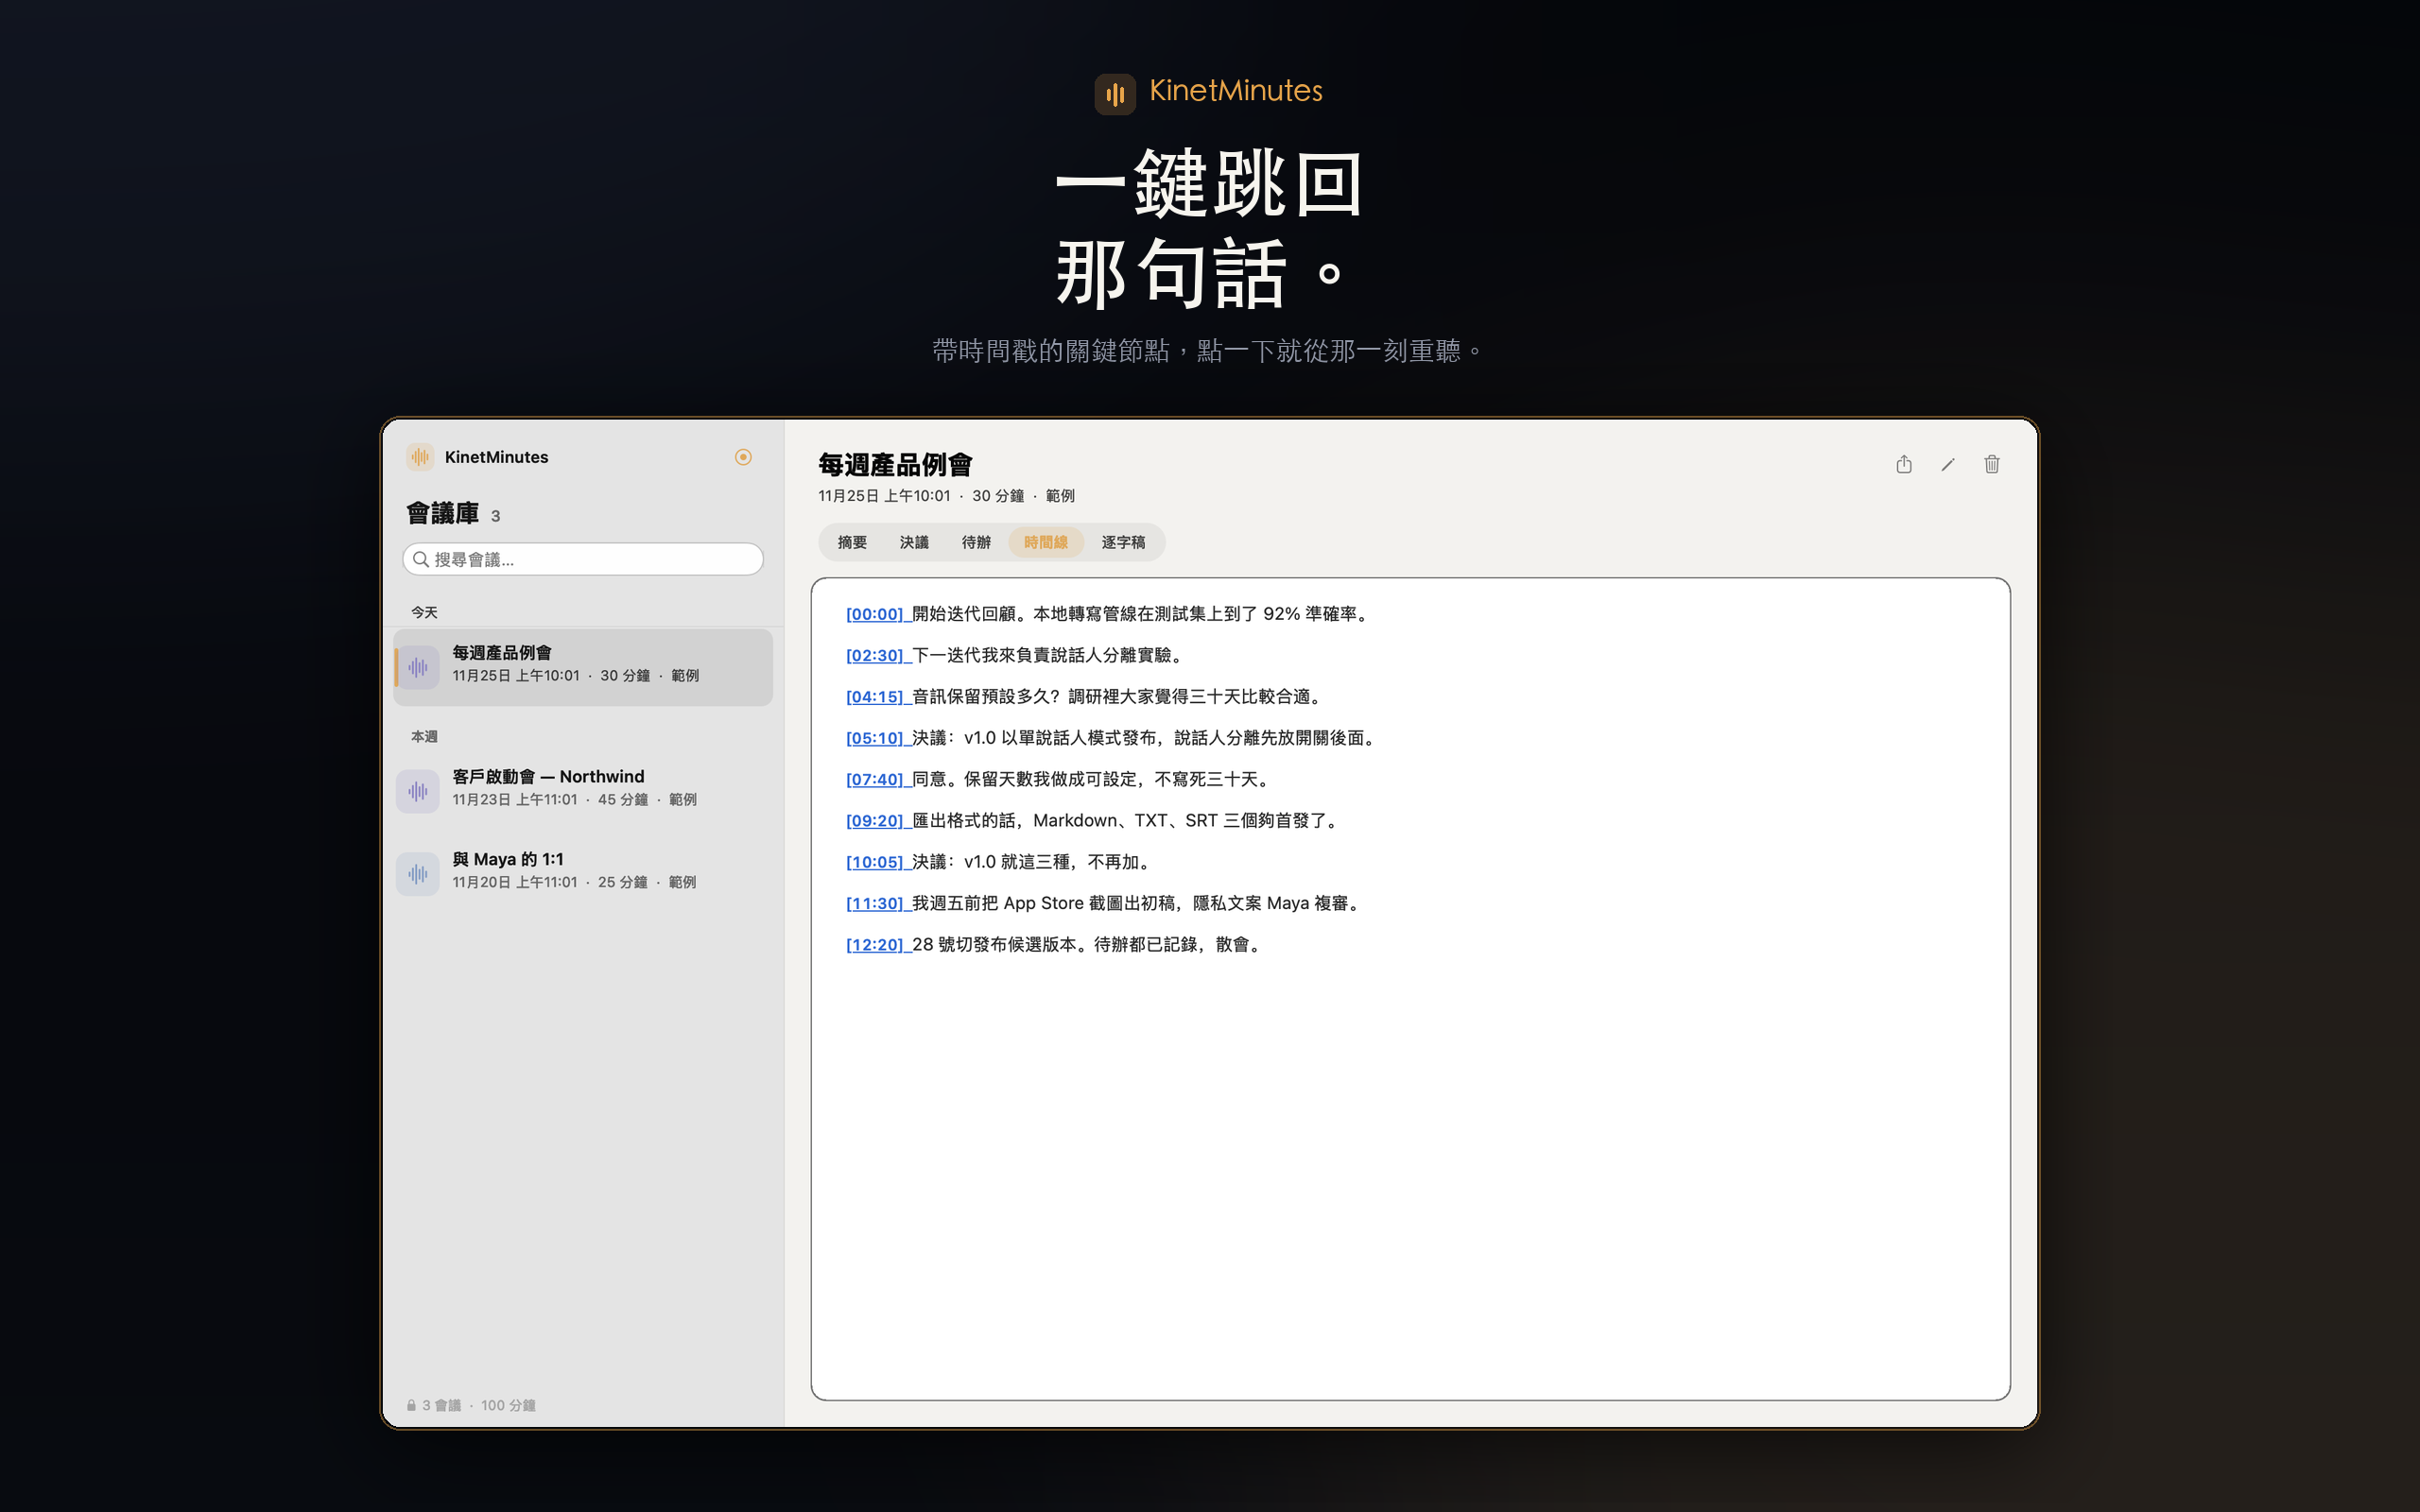 KinetMinutes
一鍵跳回
那句話。
帶時間戳的關鍵節點，點一下就從那一刻重聽。
KinetMinutes
會議庫 3
搜尋會議...
今天
每週產品例會
11月25日 上午10:01 · 30 分鐘 · 範例
本週
客戶啟動會 — Northwind
11月23日 上午11:01 · 45 分鐘 · 範例
與 Maya 的 1:1
11月20日 上午11:01 · 25 分鐘 · 範例
3 會議 · 100 分鐘
每週產品例會
11月25日 上午10:01 · 30 分鐘 · 範例
摘要 決議 待辦 時間線 逐字稿
[00:00] 開始迭代回顧。本地轉寫管線在測試集上到了 92% 準確率。
[02:30] 下一迭代我來負責說話人分離實驗。
[04:15] 音訊保留預設多久？調研裡大家覺得三十天比較合適。
[05:10] 決議：v1.0 以單說話人模式發布，說話人分離先放開關後面。
[07:40] 同意。保留天數我做成可設定，不寫死三十天。
[09:20] 匯出格式的話，Markdown、TXT、SRT 三個夠首發了。
[10:05] 決議：v1.0 就這三種，不再加。
[11:30] 我週五前把 App Store 截圖出初稿，隱私文案 Maya 複審。
[12:20] 28 號切發布候選版本。待辦都已記錄，散會。